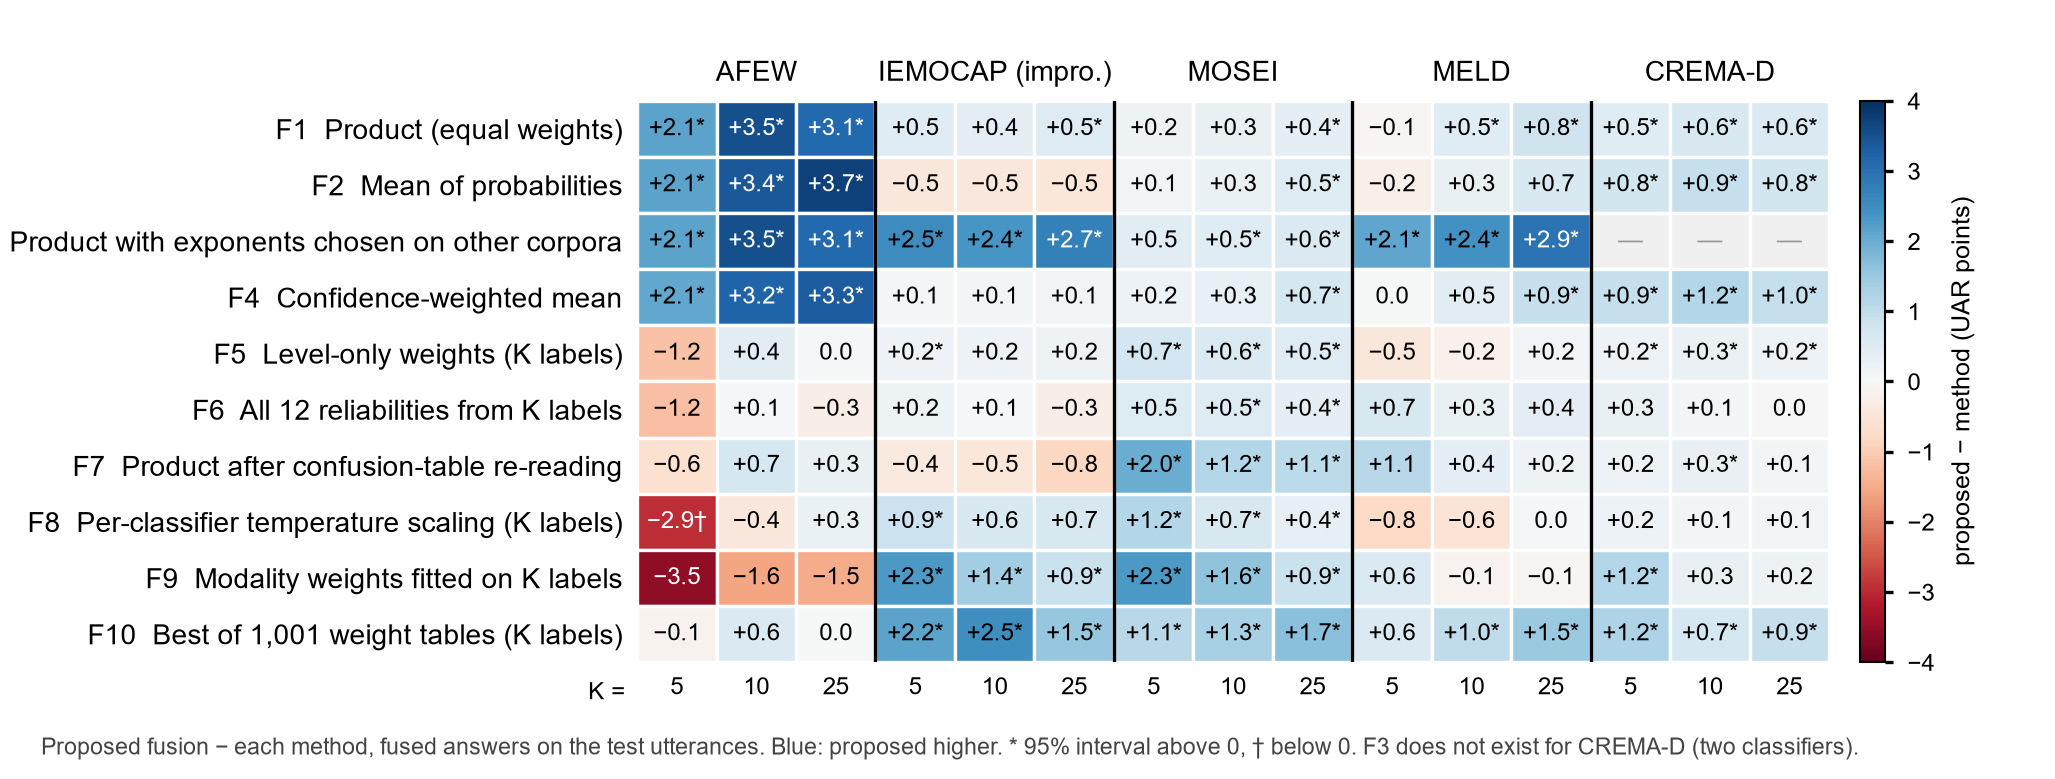 AFEW IEMOCAP (impro.) MOSEI MELD CREMA-D
F1 Product (equal weights) +2.1* +3.5* +3.1* +0.5 +0.4 +0.5* +0.2 +0.3 +0.4* −0.1 +0.5* +0.8* +0.5* +0.6* +0.6*
F2 Mean of probabilities +2.1* +3.4* +3.7* −0.5 −0.5 −0.5 +0.1 +0.3 +0.5* −0.2 +0.3 +0.7 +0.8* +0.9* +0.8*
Product with exponents chosen on other corpora +2.1* +3.5* +3.1* +2.5* +2.4* +2.7* +0.5 +0.5* +0.6* +2.1* +2.4* +2.9* — — —
F4 Confidence-weighted mean +2.1* +3.2* +3.3* +0.1 +0.1 +0.1 +0.2 +0.3 +0.7* 0.0 +0.5 +0.9* +0.9* +1.2* +1.0*
F5 Level-only weights (K labels) −1.2 +0.4 0.0 +0.2* +0.2 +0.2 +0.7* +0.6* +0.5* −0.5 −0.2 +0.2 +0.2* +0.3* +0.2*
F6 All 12 reliabilities from K labels −1.2 +0.1 −0.3 +0.2 +0.1 −0.3 +0.5 +0.5* +0.4* +0.7 +0.3 +0.4 +0.3 +0.1 0.0
F7 Product after confusion-table re-reading −0.6 +0.7 +0.3 −0.4 −0.5 −0.8 +2.0* +1.2* +1.1* +1.1 +0.4 +0.2 +0.2 +0.3* +0.1
F8 Per-classifier temperature scaling (K labels) −2.9† −0.4 +0.3 +0.9* +0.6 +0.7 +1.2* +0.7* +0.4* −0.8 −0.6 0.0 +0.2 +0.1 +0.1
F9 Modality weights fitted on K labels −3.5 −1.6 −1.5 +2.3* +1.4* +0.9* +2.3* +1.6* +0.9* +0.6 −0.1 −0.1 +1.2* +0.3 +0.2
F10 Best of 1,001 weight tables (K labels) −0.1 +0.6 0.0 +2.2* +2.5* +1.5* +1.1* +1.3* +1.7* +0.6 +1.0* +1.5* +1.2* +0.7* +0.9*
K = 5 10 25 5 10 25 5 10 25 5 10 25 5 10 25
4
3
2
1
0
−1
−2
−3
−4
proposed − method (UAR points)
Proposed fusion − each method, fused answers on the test utterances. Blue: proposed higher. * 95% interval above 0, † below 0. F3 does not exist for CREMA-D (two classifiers).